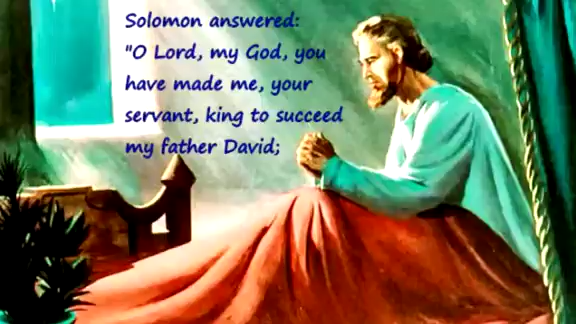 Solomon answered:
"O Lord, my God, you
have made me, your
servant, king to succeed
my father David;